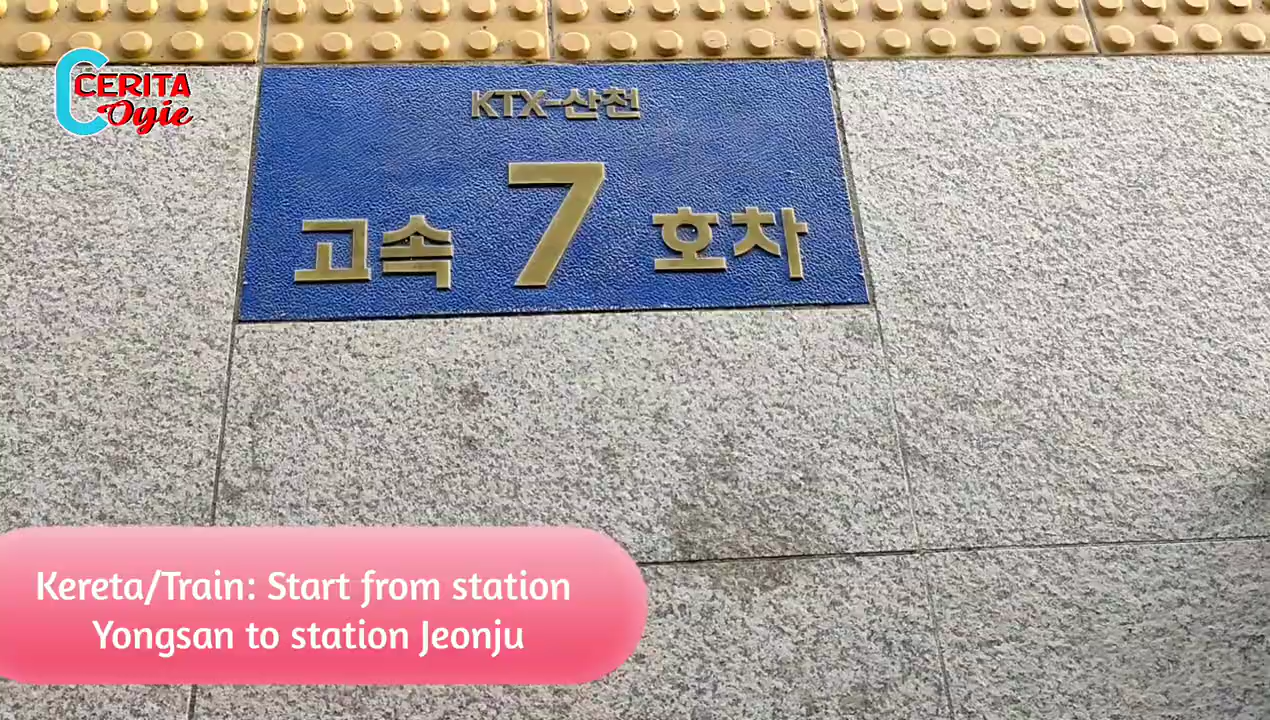 CERITA
Oyie
KTX-산천
고속 7 호차
Kereta/Train: Start from station
Yongsan to station Jeonju